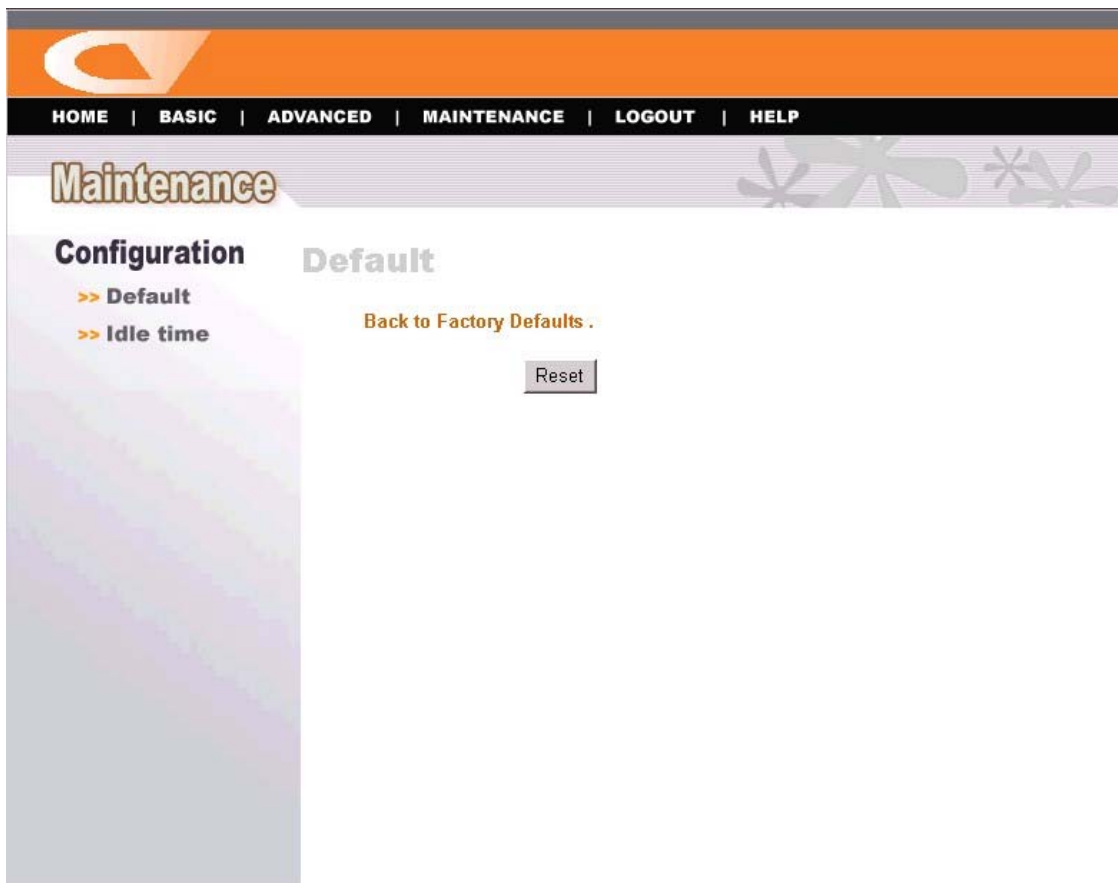 HOME | BASIC | ADVANCED | MAINTENANCE | LOGOUT | HELP
Maintenance
Configuration
>> Default
>> Idle time
Default
Back to Factory Defaults .
Reset